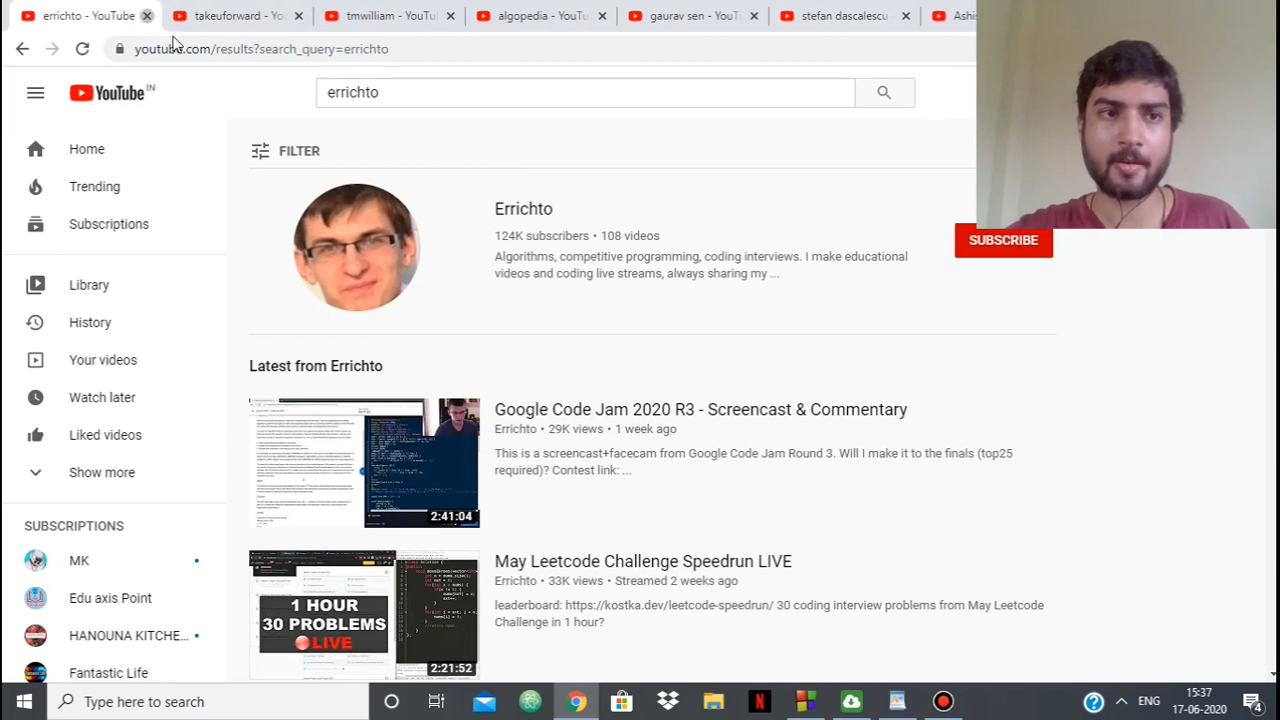 errichto - YouTube
takeuforward - Yo
tmwilliam - YouTu
algopedia - YouTu
gaurav sen - YouT
stefan dascalescu -
Ashis
youtube.com/results?search_query=errichto
YouTube IN
errichto
Home
Trending
Subscriptions
Library
History
Your videos
Watch later
Liked videos
Show more
SUBSCRIPTIONS
MK
Edu axis Point
HANOUNA KITCHE...
Fantastic Life
FILTER
Errichto
124K subscribers • 108 videos
Algorithms, competitive programming, coding interviews. I make educational
videos and coding live streams, always sharing my ...
SUBSCRIBE
Latest from Errichto
Google Code Jam 2020 R3- Screencast & Commentary
Errichto views • 1 week
This is a screencast+facecam from Google Code Jam Round I make it to the finals (top25
required)? Contest link: ...
2:41:04
May Leetcode Challenge Speedrun LIVE
Errichto • 33K views • Streamed 2 weeks ago
leaderboard: https://kostka.dev/leetcode-speedrun/ 30 coding interview problems from May Leetcode
Challenge in 1 hour?
1 HOUR
30 PROBLEMS
LIVE
2:21:52
Type here to search
ENG
15:37
17-06-2020
4